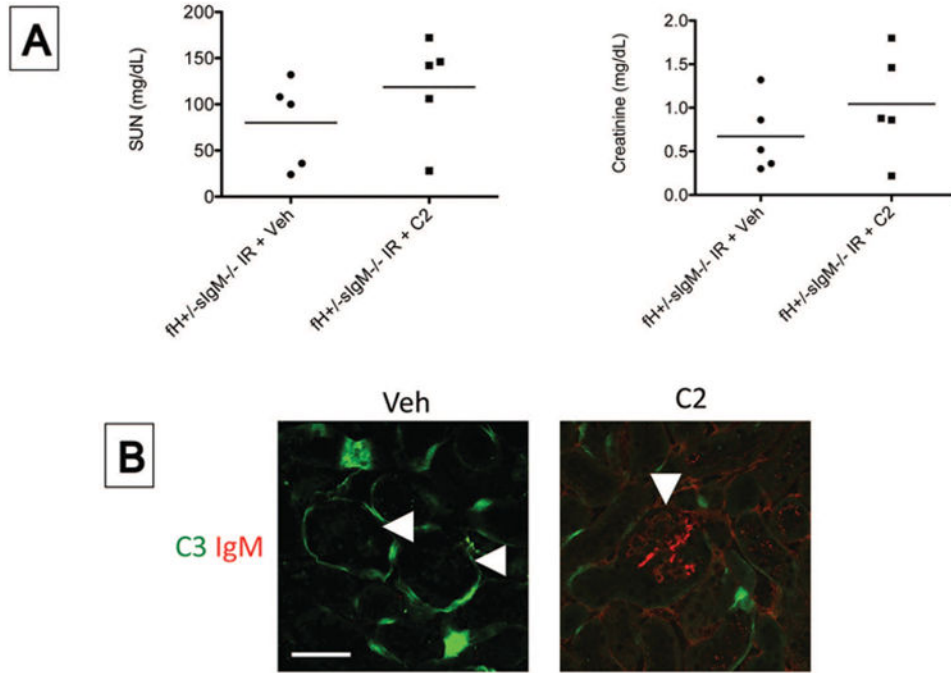 A
SUN (mg/dL)
200
150
100
50
0
fH+/-sIgM-/- IR + Veh
fH+/-sIgM-/- IR + C2
Creatinine (mg/dL)
2.0
1.5
1.0
0.5
0.0
fH+/-sIgM-/- IR + Veh
fH+/-sIgM-/- IR + C2
B
Veh
C2
C3 IgM